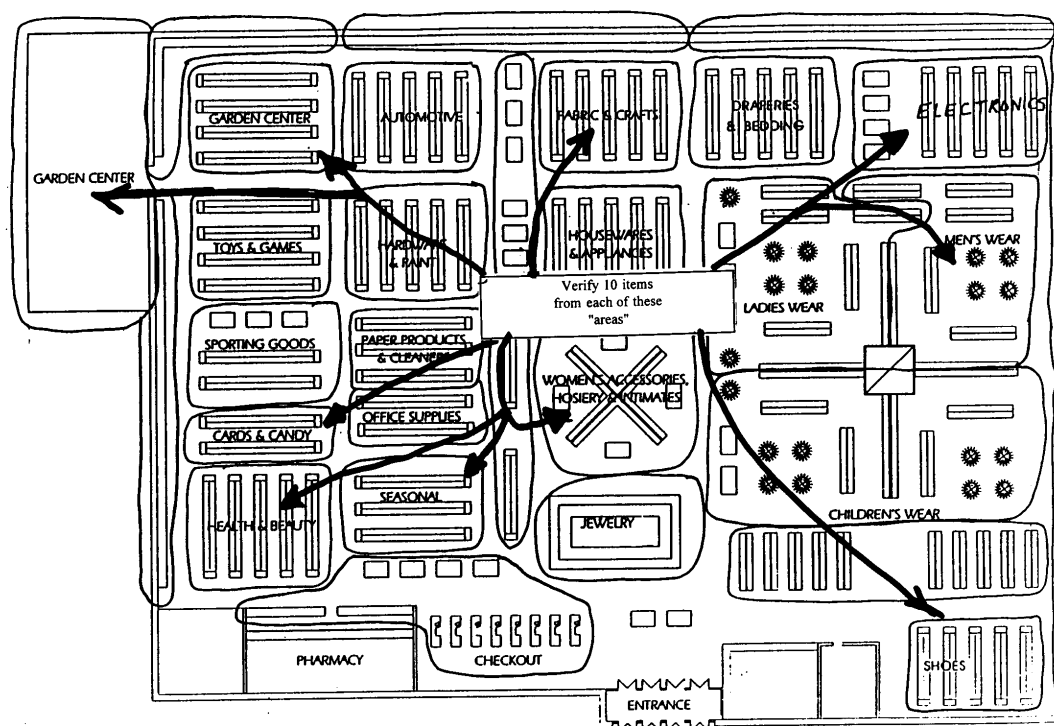 GARDEN CENTER
AUTOMOTIVE
FABRIC & CRAFTS
DRAPERIES
& BEDDING
ELECTRONICS
GARDEN CENTER
TOYS & GAMES
HARDWARE
& PAINT
HOUSEWARES
& APPLANCIES
MEN'S WEAR
Verify 10 items
from each of these
"areas"
LADIES WEAR
SPORTING GOODS
PAPER PRODUCTS
& CLEANERS
WOMEN'S ACCESSORIES,
HOSIERY & INTIMATES
OFFICE SUPPLIES
CARDS & CANDY
SEASONAL
HEALTH & BEAUTY
JEWELRY
CHILDREN'S WEAR
PHARMACY
CHECKOUT
SHOES
ENTRANCE